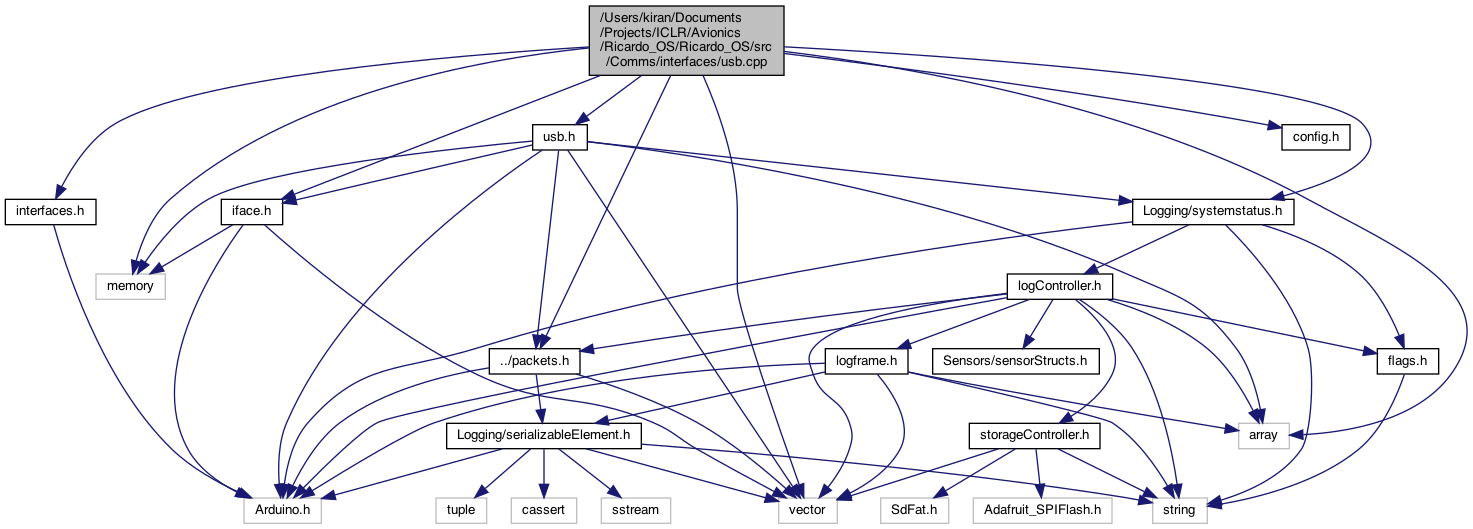 /Users/kiran/Documents
/Projects/ICLR/Avionics
/Ricardo_OS/Ricardo_OS/src
/Comms/interfaces/usb.cpp
usb.h
config.h
interfaces.h
iface.h
Logging/systemstatus.h
memory
logController.h
../packets.h
logframe.h
Sensors/sensorStructs.h
flags.h
Logging/serializableElement.h
storageController.h
array
Arduino.h
tuple
cassert
sstream
vector
SdFat.h
Adafruit_SPIFlash.h
string